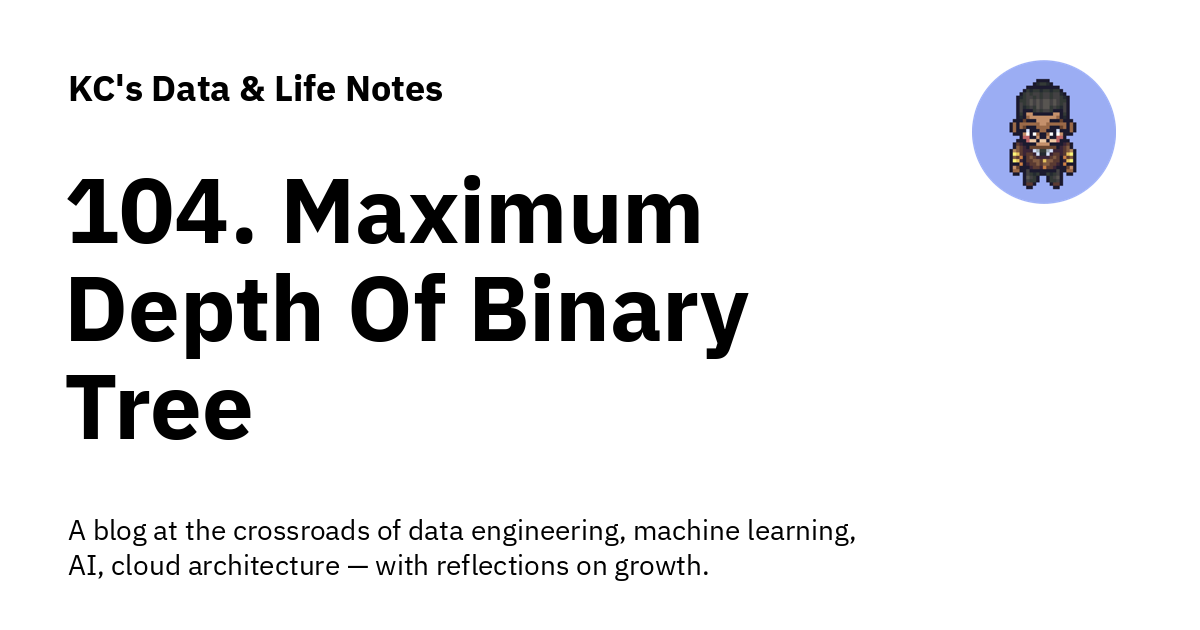 KC's Data & Life Notes
104. Maximum
Depth Of Binary
Tree
A blog at the crossroads of data engineering, machine learning,
AI, cloud architecture — with reflections on growth.